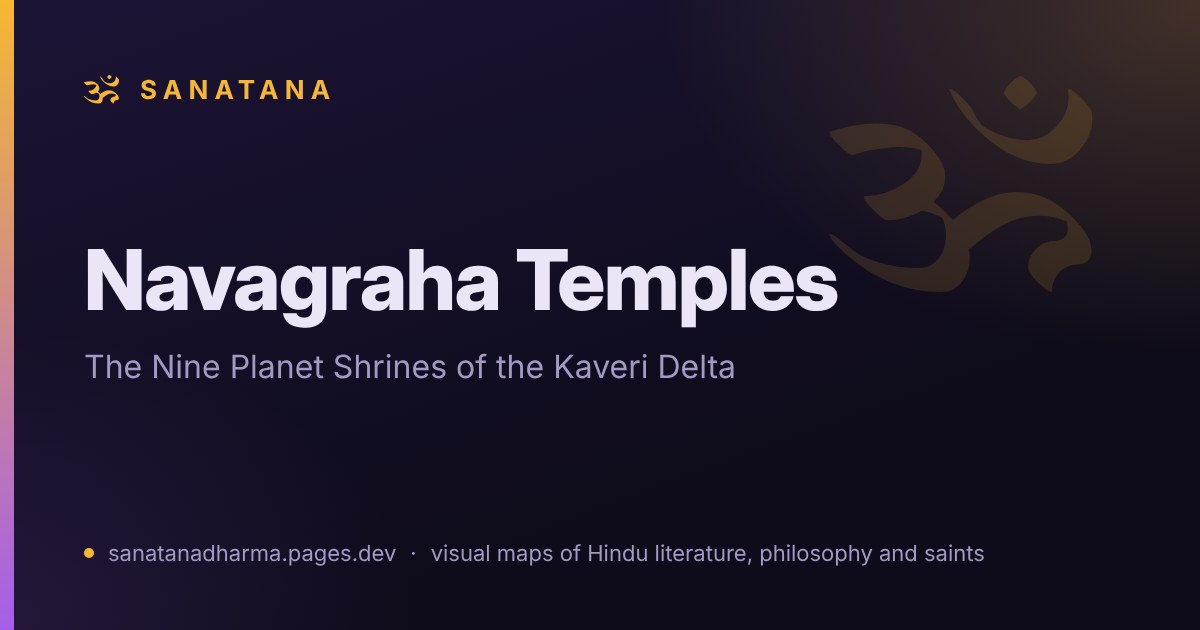 ॐ SANATANA
ॐ
Navagraha Temples
The Nine Planet Shrines of the Kaveri Delta
sanatanadharma.pages.dev · visual maps of Hindu literature, philosophy and saints